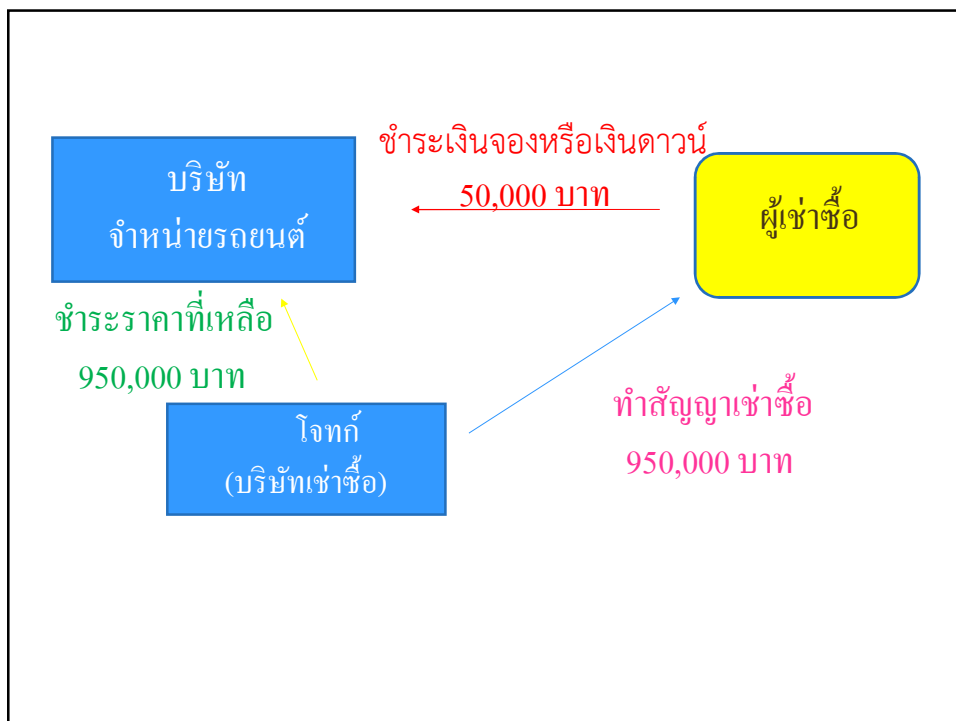 ชำระเงินจองหรือเงินดาวน์
50,000 บาท
บริษัท
จำหน่ายรถยนต์
ผู้เช่าซื้อ
ชำระราคาที่เหลือ
950,000 บาท
โจทก์
(บริษัทเช่าซื้อ)
ทำสัญญาเช่าซื้อ
950,000 บาท